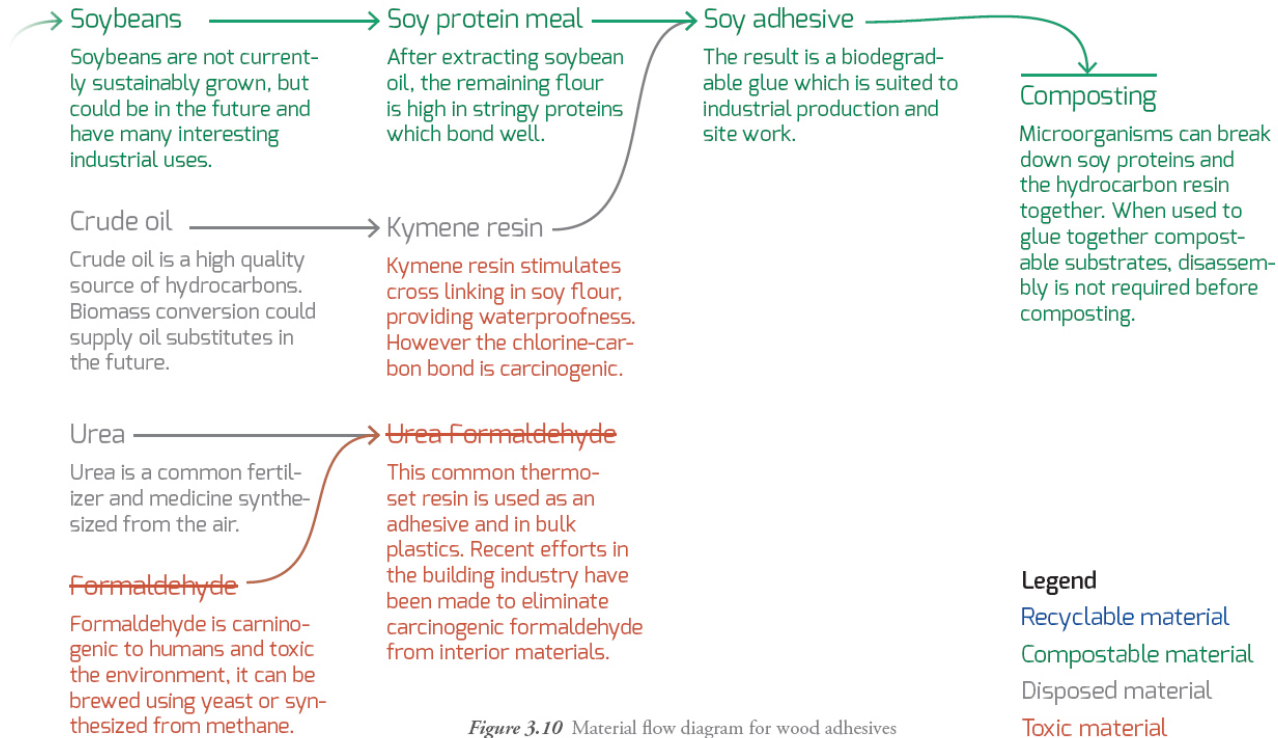 Soybeans
Soybeans are not current-
ly sustainably grown, but
could be in the future and
have many interesting
industrial uses.
Soy protein meal
After extracting soybean
oil, the remaining flour
is high in stringy proteins
which bond well.
Soy adhesive
The result is a biodegrad-
able glue which is suited to
industrial production and
site work.
Composting
Microorganisms can break
down soy proteins and
the hydrocarbon resin
together. When used to
glue together compost-
able substrates, disassem-
bly is not required before
composting.
Crude oil
Crude oil is a high quality
source of hydrocarbons.
Biomass conversion could
supply oil substitutes in
the future.
Kymene resin
Kymene resin stimulates
cross linking in soy flour,
providing waterproofness.
However the chlorine-car-
bon bond is carcinogenic.
Urea
Urea is a common fertil-
izer and medicine synthe-
sized from the air.
Urea Formaldehyde
This common thermo-
set resin is used as an
adhesive and in bulk
plastics. Recent efforts in
the building industry have
been made to eliminate
carcinogenic formaldehyde
from interior materials.
Formaldehyde
Formaldehyde is carnino-
genic to humans and toxic
the environment, it can be
brewed using yeast or syn-
thesized from methane.
Legend
Recyclable material
Compostable material
Disposed material
Toxic material
Figure 3.10 Material flow diagram for wood adhesives